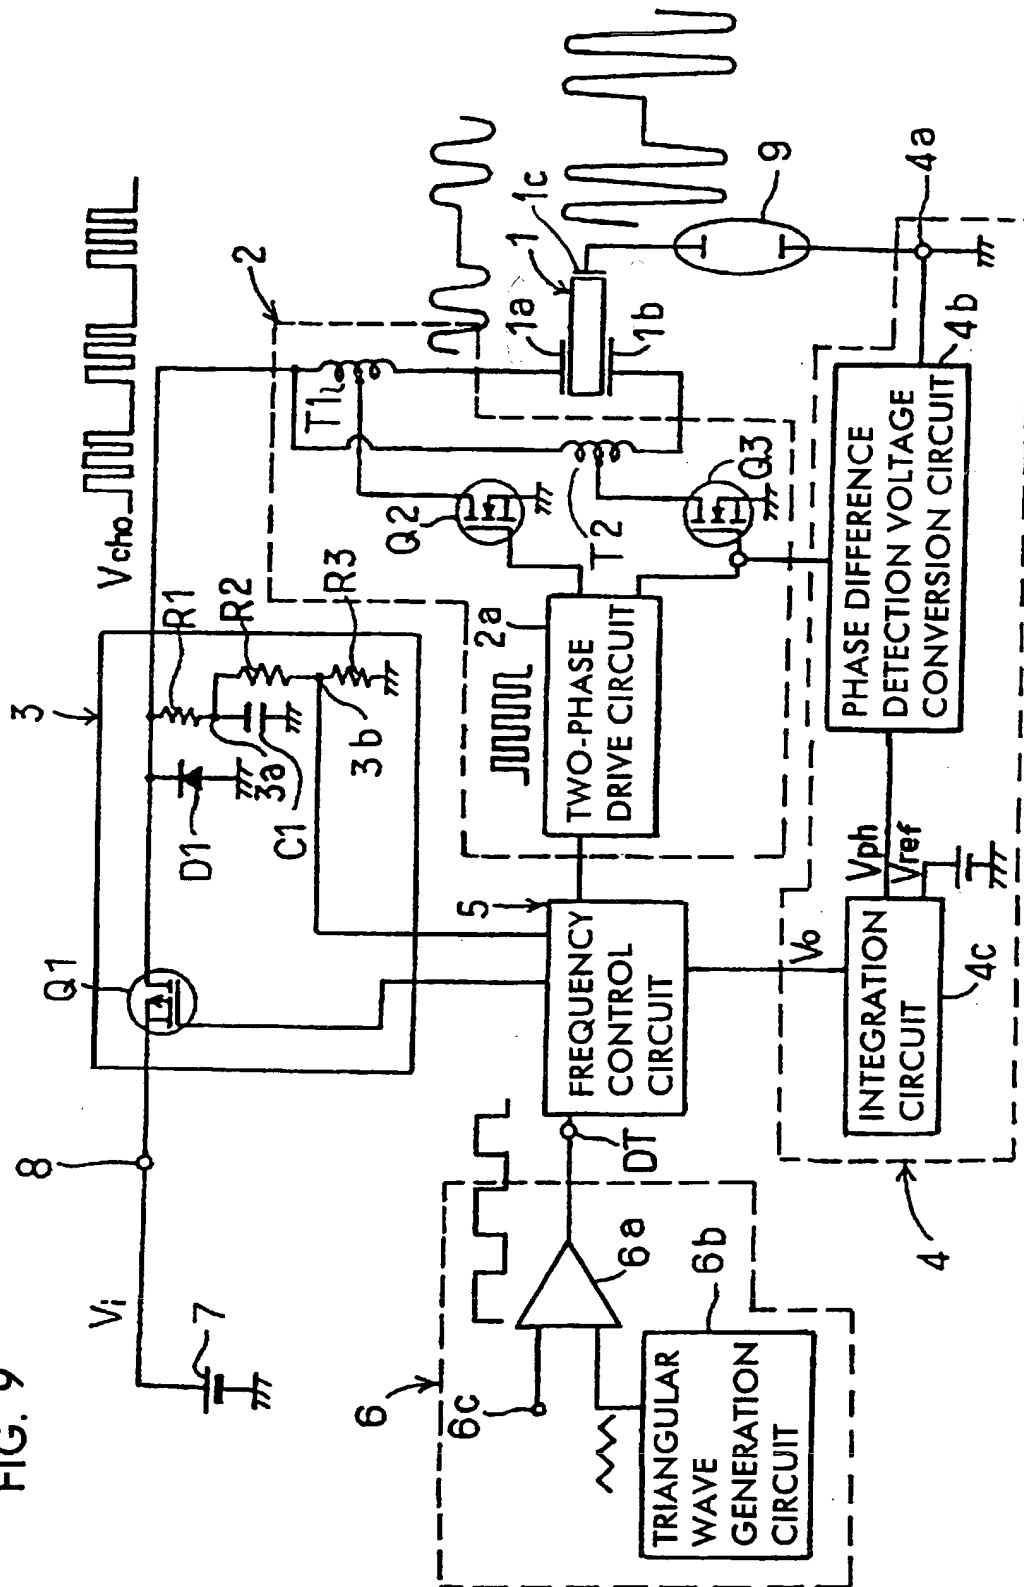 FIG. 9
Vi
7
8
Q1
3
D1
3a
C1
R1
R2
R3
3b
Vcho
2
T1
Q2
T2
Q3
1a
1
1c
1b
9
4a
2a
TWO-PHASE
DRIVE CIRCUIT
5
FREQUENCY
CONTROL
CIRCUIT
DT
6
6c
6a
6b
TRIANGULAR
WAVE
GENERATION
CIRCUIT
4
Vo
INTEGRATION
CIRCUIT
4c
Vph
Vref
PHASE DIFFERENCE
DETECTION VOLTAGE
CONVERSION CIRCUIT
4b